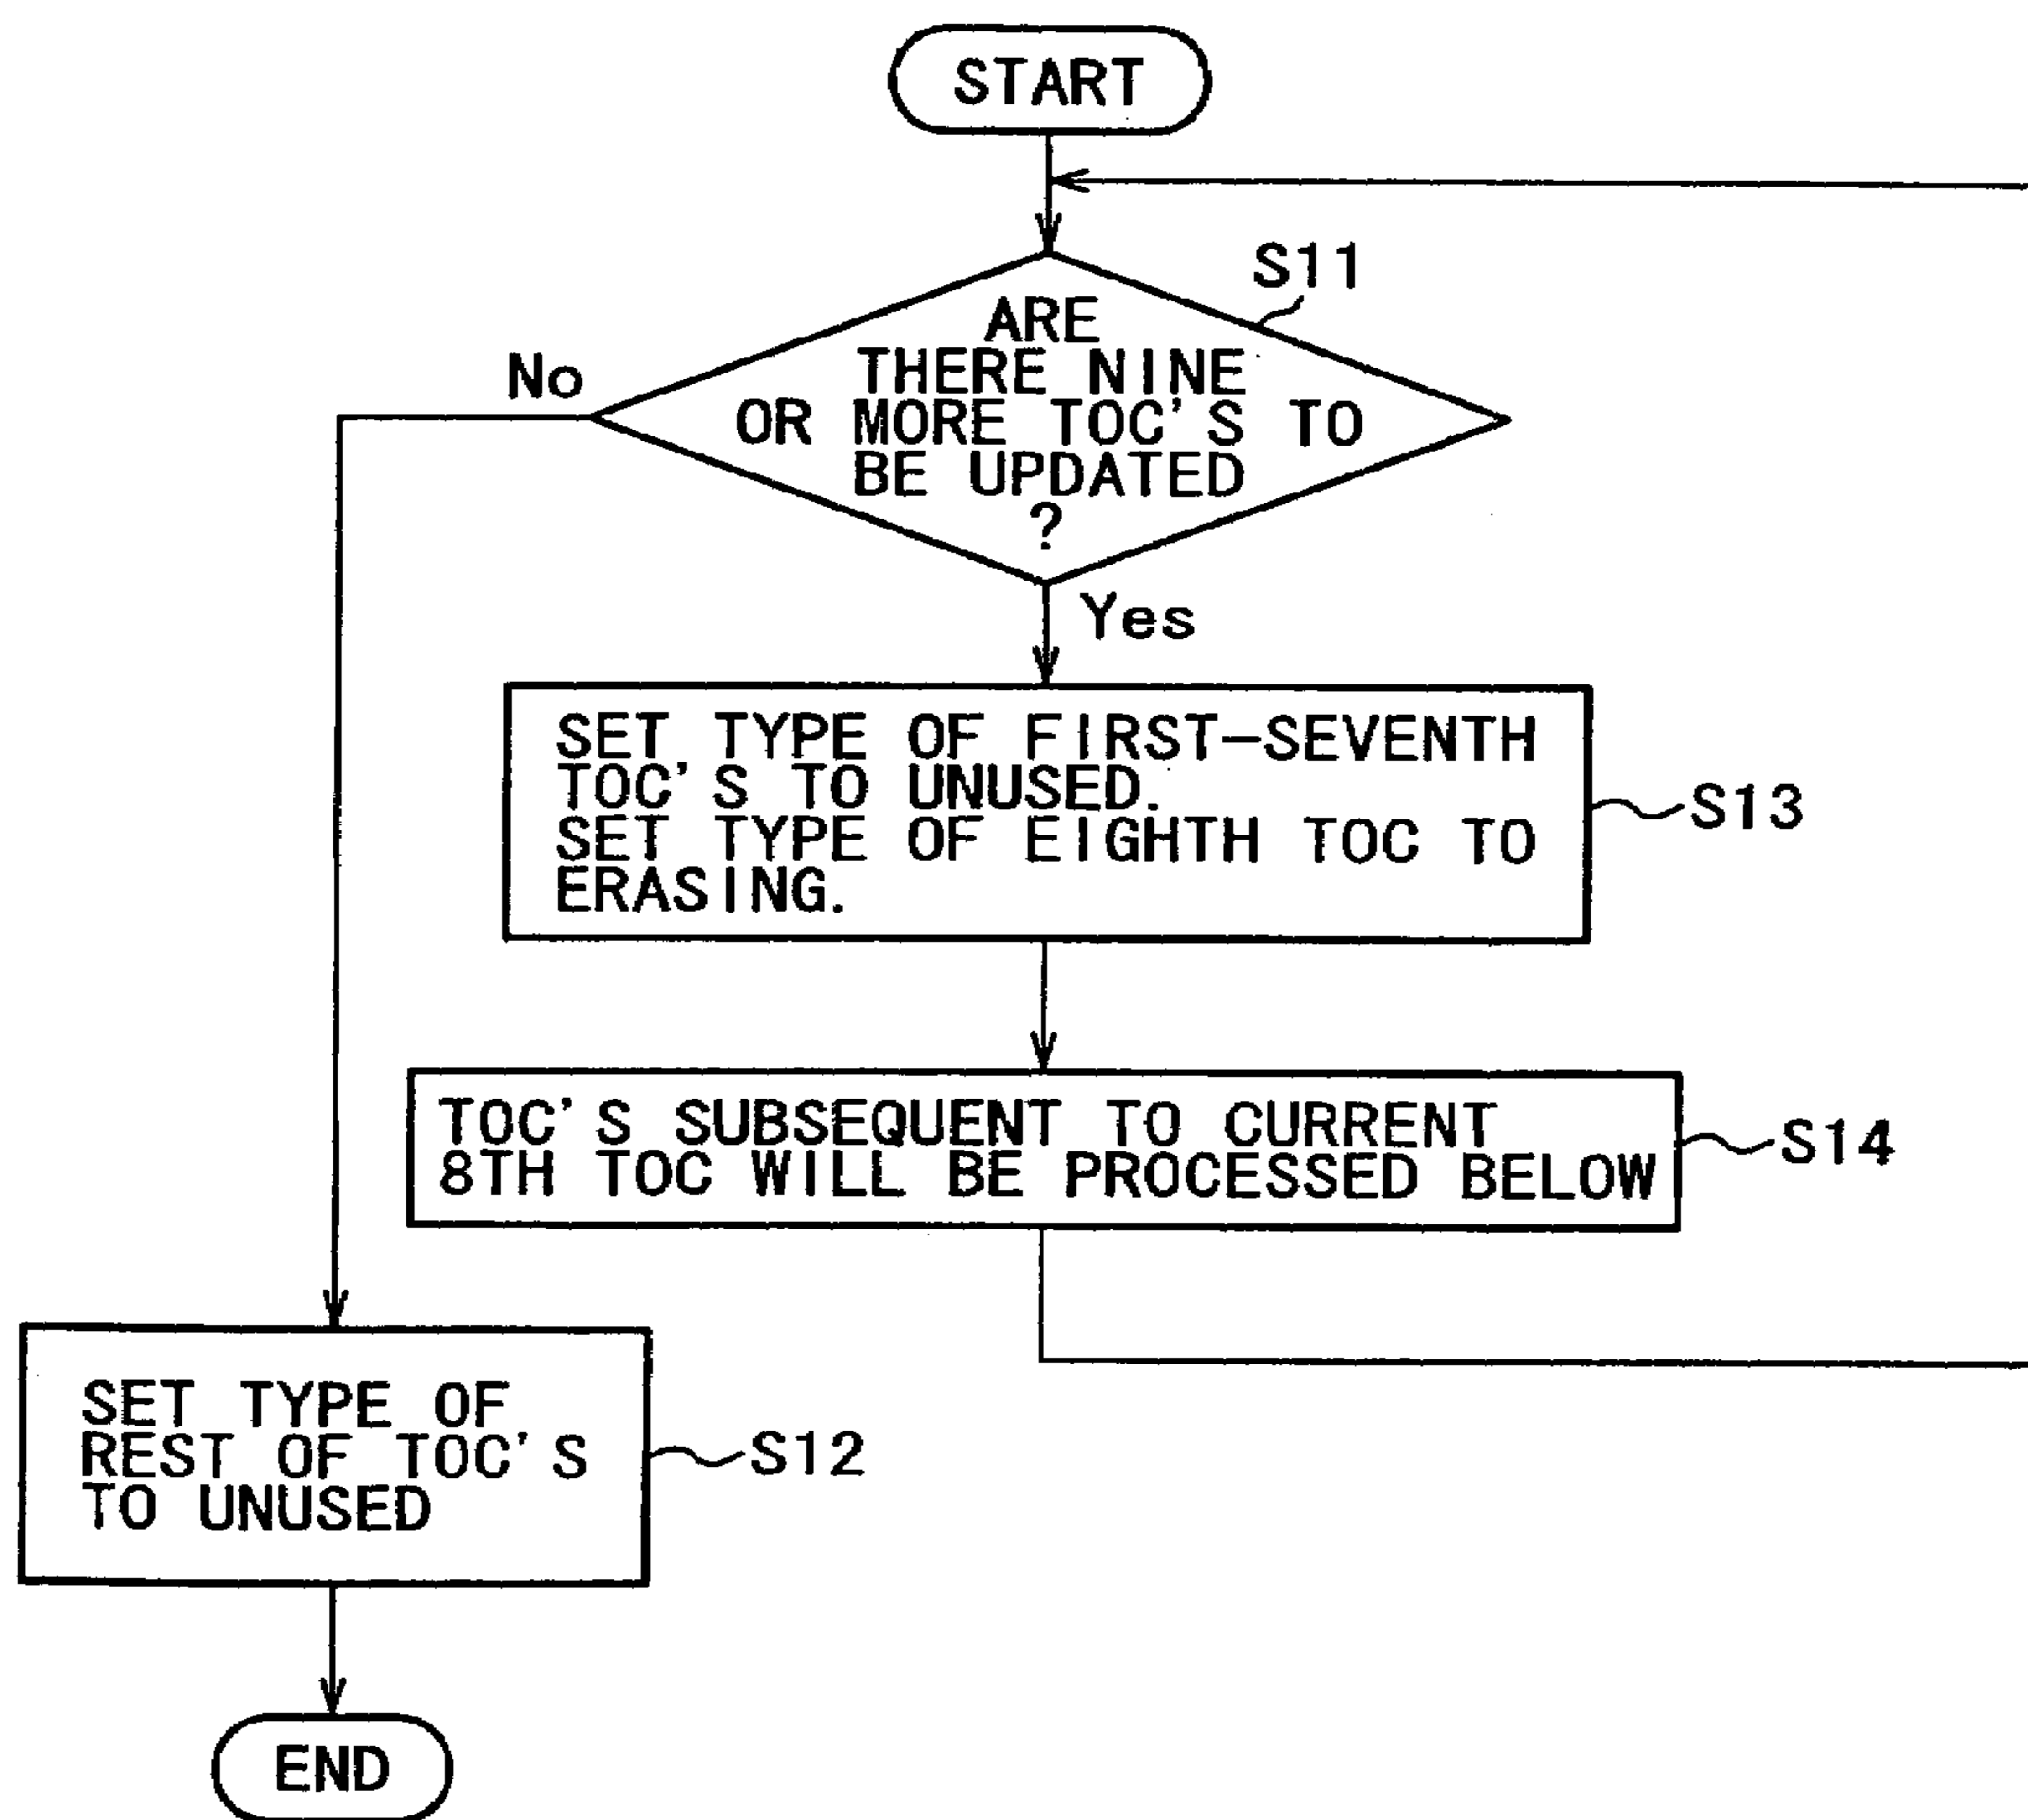 START
S11
ARE
THERE NINE
OR MORE TOC'S TO
BE UPDATED
?
No
Yes
SET TYPE OF FIRST-SEVENTH
TOC'S TO UNUSED.
SET TYPE OF EIGHTH TOC TO
ERASING.
S13
TOC'S SUBSEQUENT TO CURRENT
8TH TOC WILL BE PROCESSED BELOW
S14
SET TYPE OF
REST OF TOC'S
TO UNUSED
S12
END